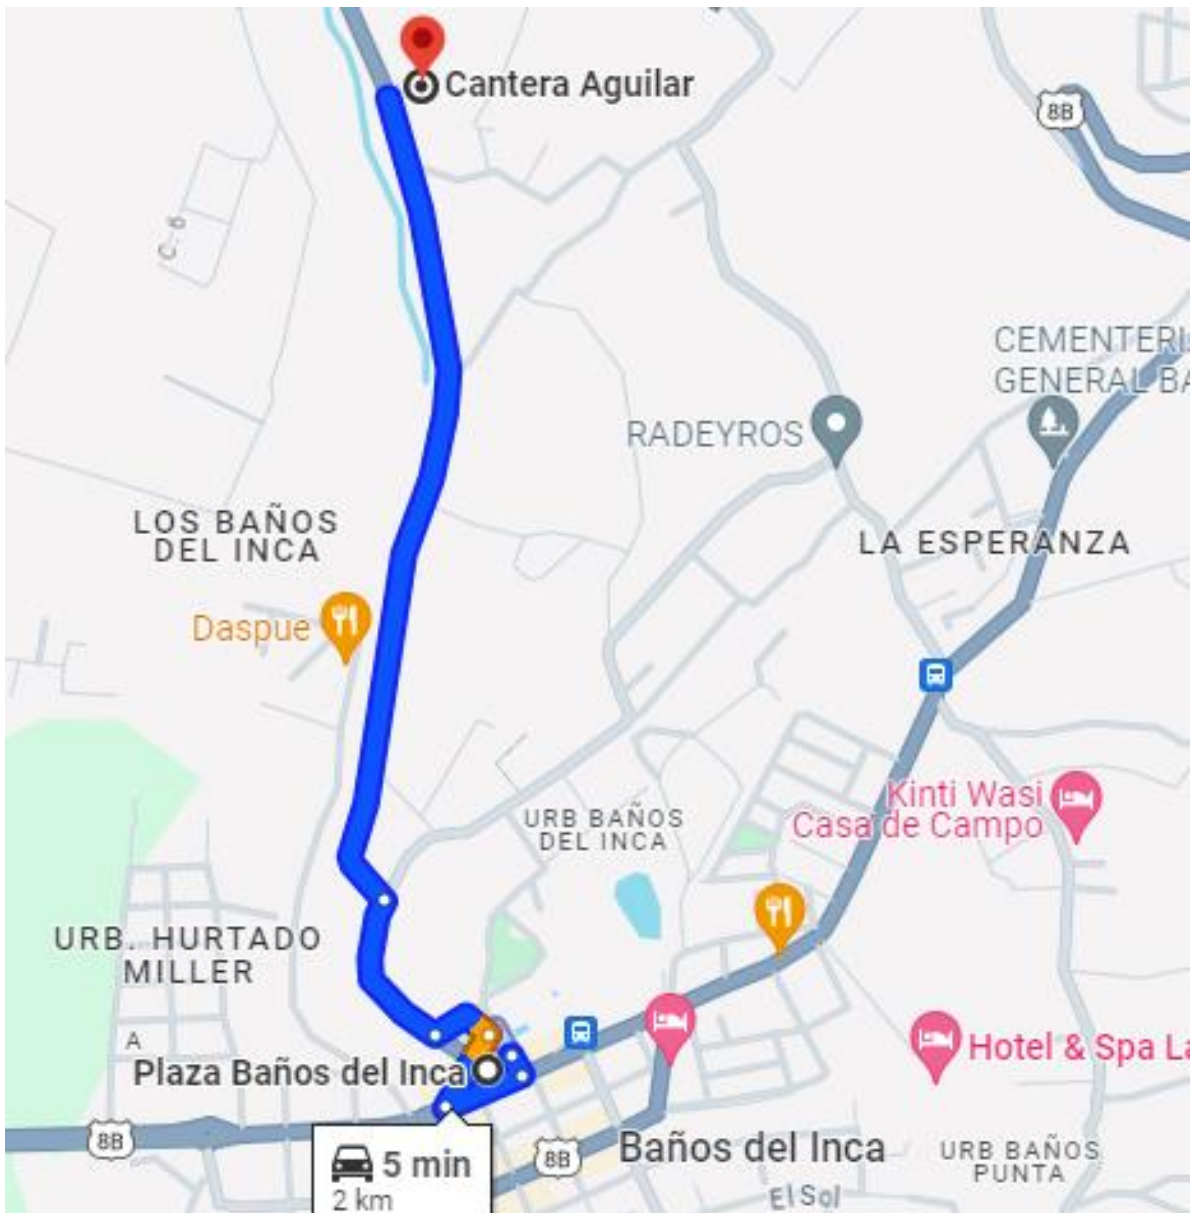 Cantera Aguilar
8B
C - 6
CEMENTERI
GENERAL BA
RADEYROS
LOS BAÑOS
DEL INCA
LA ESPERANZA
Daspue
Kinti Wasi
Casa de Campo
URB BAÑOS
DEL INCA
URB. HURTADO
MILLER
A
Hotel & Spa La
Plaza Baños del Inca
8B
8B
Baños del Inca
URB BAÑOS
PUNTA
5 min
2 km
El Sol